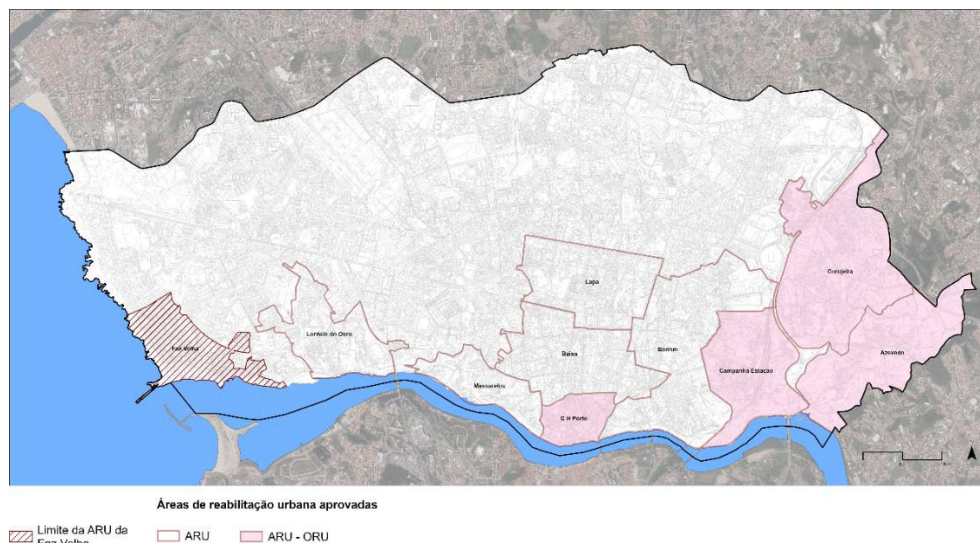 Corujeira
Lapa
Foz Velha
Lordelo do Ouro
Baixa
Bonfim
Azevedo
Campanha Estação
Massarelos
C H Porto
Áreas de reabilitação urbana aprovadas
Limite da ARU da
Foz Velha
ARU
ARU - ORU